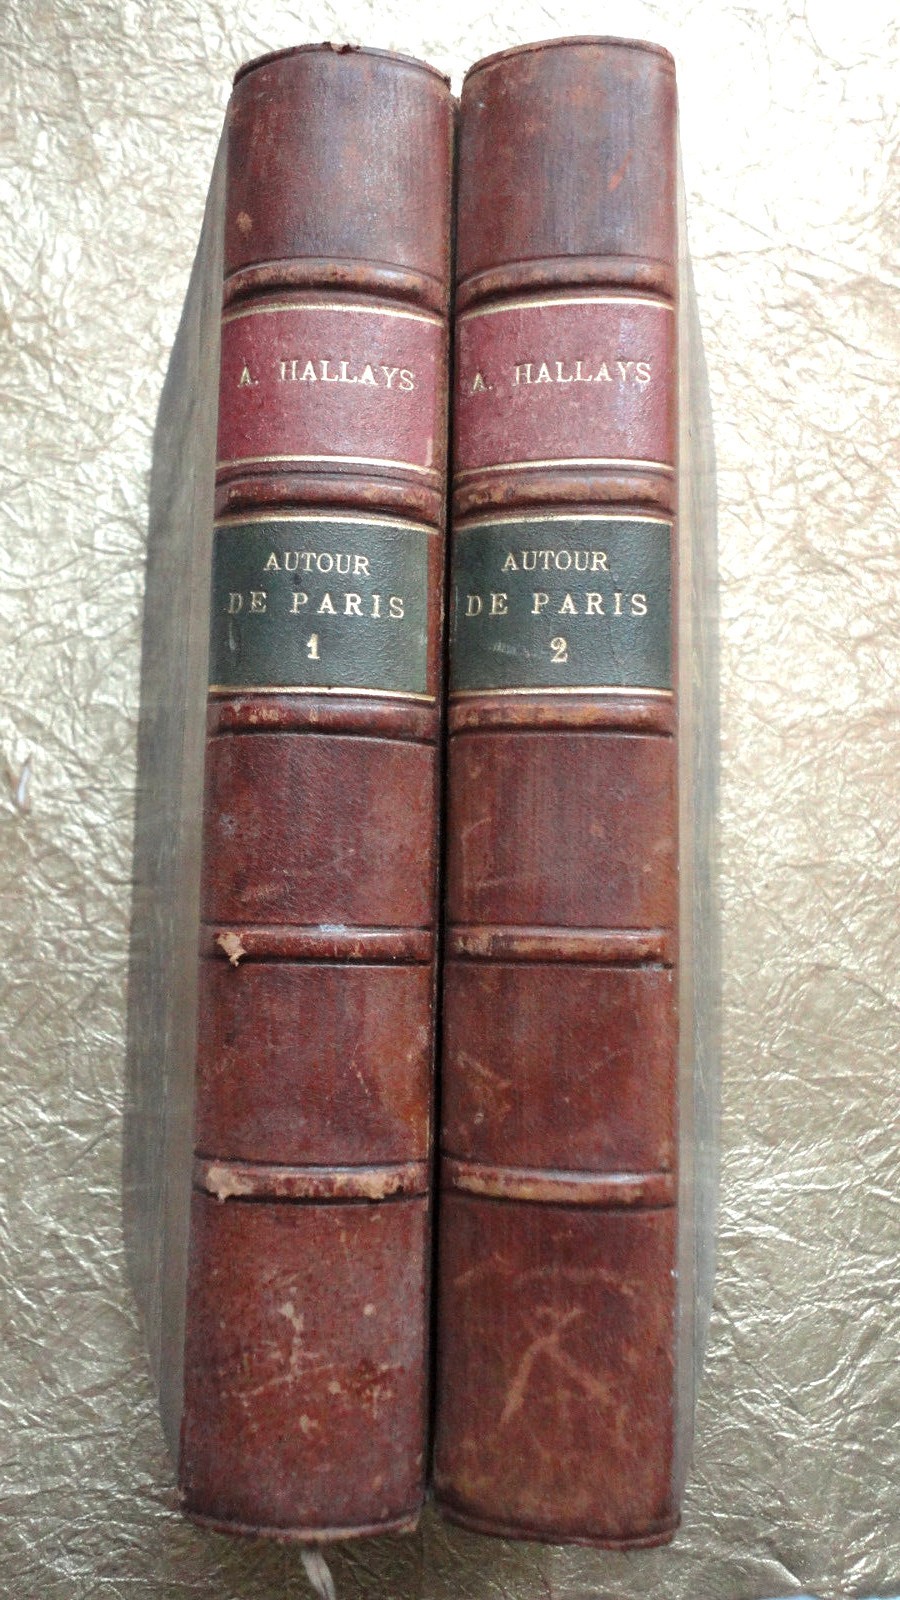 A. HALLAYS
AUTOUR
DE PARIS
1
A. HALLAYS
AUTOUR
DE PARIS
2